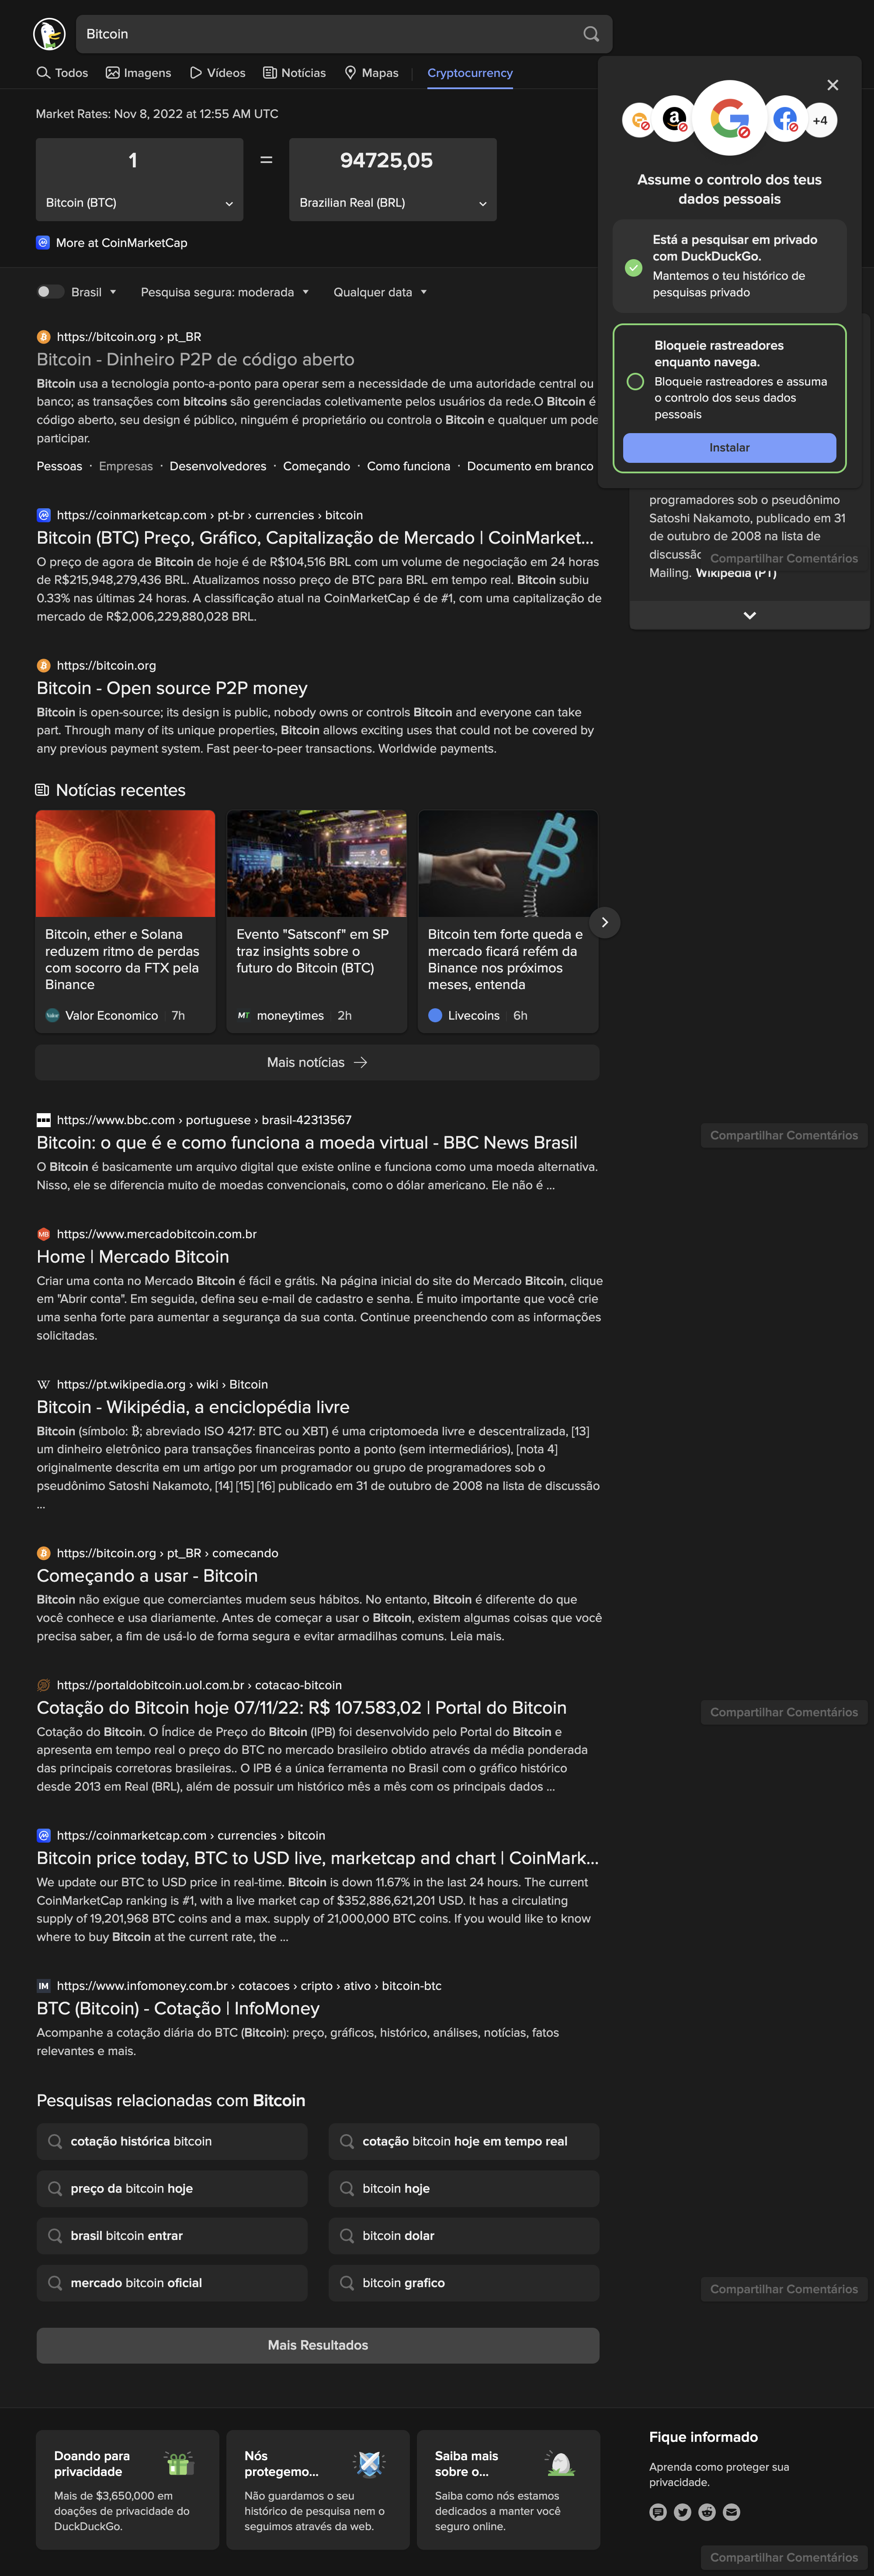 Bitcoin
Todos
Imagens
Vídeos
Notícias
Mapas
Cryptocurrency
Market Rates: Nov 8, 2022 at 12:55 AM UTC
1
=
94725,05
Bitcoin (BTC)
Brazilian Real (BRL)
More at CoinMarketCap
+4
Assume o controlo dos teus
dados pessoais
Está a pesquisar em privado
com DuckDuckGo.
Mantemos o teu histórico de
pesquisas privado
Bloqueie rastreadores
enquanto navega.
Bloqueie rastreadores e assuma
o controlo dos seus dados
pessoais
Instalar
programadores sob o pseudônimo
Satoshi Nakamoto, publicado em 31
de outubro de 2008 na lista de
Compartilhar Comentários
Mailing. Wikipedia (PT)
Brasil
Pesquisa segura: moderada
Qualquer data
https://bitcoin.org › pt_BR
Bitcoin - Dinheiro P2P de código aberto
Bitcoin usa a tecnologia ponto-a-ponto para operar sem a necessidade de uma autoridade central ou
banco; as transações com bitcoins são gerenciadas coletivamente pelos usuários da rede.O Bitcoin é
código aberto, seu design é público, ninguém é proprietário ou controla o Bitcoin e qualquer um pode
participar.
Pessoas · Empresas · Desenvolvedores · Começando · Como funciona · Documento em branco
https://coinmarketcap.com › pt-br › currencies › bitcoin
Bitcoin (BTC) Preço, Gráfico, Capitalização de Mercado | CoinMarket...
O preço de agora de Bitcoin de hoje é de R$104,516 BRL com um volume de negociação em 24 horas
de R$215,948,279,436 BRL. Atualizamos nosso preço de BTC para BRL em tempo real. Bitcoin subiu
0.33% nas últimas 24 horas. A classificação atual na CoinMarketCap é de #1, com uma capitalização de
mercado de R$2,006,229,880,028 BRL.
https://bitcoin.org
Bitcoin - Open source P2P money
Bitcoin is open-source; its design is public, nobody owns or controls Bitcoin and everyone can take
part. Through many of its unique properties, Bitcoin allows exciting uses that could not be covered by
any previous payment system. Fast peer-to-peer transactions. Worldwide payments.
Notícias recentes
Bitcoin, ether e Solana
reduzem ritmo de perdas
com socorro da FTX pela
Binance
Valor Economico 7h
Evento "Satsconf" em SP
traz insights sobre o
futuro do Bitcoin (BTC)
MT moneytimes 2h
Bitcoin tem forte queda e
mercado ficará refém da
Binance nos próximos
meses, entenda
Livecoins 6h
Mais notícias
https://www.bbc.com › portuguese › brasil-42313567
Compartilhar Comentários
Bitcoin: o que é e como funciona a moeda virtual - BBC News Brasil
O Bitcoin é basicamente um arquivo digital que existe online e funciona como uma moeda alternativa.
Nisso, ele se diferencia muito de moedas convencionais, como o dólar americano. Ele não é ...
MB https://www.mercadobitcoin.com.br
Home | Mercado Bitcoin
Criar uma conta no Mercado Bitcoin é fácil e grátis. Na página inicial do site do Mercado Bitcoin, clique
em "Abrir conta". Em seguida, defina seu e-mail de cadastro e senha. É muito importante que você crie
uma senha forte para aumentar a segurança da sua conta. Continue preenchendo com as informações
solicitadas.
W https://pt.wikipedia.org › wiki › Bitcoin
Bitcoin - Wikipédia, a enciclopédia livre
Bitcoin (símbolo: ₿; abreviado ISO 4217: BTC ou XBT) é uma criptomoeda livre e descentralizada, [13]
um dinheiro eletrônico para transações financeiras ponto a ponto (sem intermediários), [nota 4]
originalmente descrita em um artigo por um programador ou grupo de programadores sob o
pseudônimo Satoshi Nakamoto, [14] [15] [16] publicado em 31 de outubro de 2008 na lista de discussão
...
https://bitcoin.org › pt_BR › comecando
Começando a usar - Bitcoin
Bitcoin não exige que comerciantes mudem seus hábitos. No entanto, Bitcoin é diferente do que
você conhece e usa diariamente. Antes de começar a usar o Bitcoin, existem algumas coisas que você
precisa saber, a fim de usá-lo de forma segura e evitar armadilhas comuns. Leia mais.
https://portaldobitcoin.uol.com.br › cotacao-bitcoin
Cotação do Bitcoin hoje 07/11/22: R$ 107.583,02 | Portal do Bitcoin
Compartilhar Comentários
Cotação do Bitcoin. O Índice de Preço do Bitcoin (IPB) foi desenvolvido pelo Portal do Bitcoin e
apresenta em tempo real o preço do BTC no mercado brasileiro obtido através da média ponderada
das principais corretoras brasileiras.. O IPB é a única ferramenta no Brasil com o gráfico histórico
desde 2013 em Real (BRL), além de possuir um histórico mês a mês com os principais dados ...
https://coinmarketcap.com › currencies › bitcoin
Bitcoin price today, BTC to USD live, marketcap and chart | CoinMark...
We update our BTC to USD price in real-time. Bitcoin is down 11.67% in the last 24 hours. The current
CoinMarketCap ranking is #1, with a live market cap of $352,886,621,201 USD. It has a circulating
supply of 19,201,968 BTC coins and a max. supply of 21,000,000 BTC coins. If you would like to know
where to buy Bitcoin at the current rate, the ...
IM https://www.infomoney.com.br › cotacoes › cripto › ativo › bitcoin-btc
BTC (Bitcoin) - Cotação | InfoMoney
Acompanhe a cotação diária do BTC (Bitcoin): preço, gráficos, histórico, análises, notícias, fatos
relevantes e mais.
Pesquisas relacionadas com Bitcoin
cotação histórica bitcoin
cotação bitcoin hoje em tempo real
preço da bitcoin hoje
bitcoin hoje
brasil bitcoin entrar
bitcoin dolar
mercado bitcoin oficial
bitcoin grafico
Compartilhar Comentários
Mais Resultados
Doando para
privacidade
Mais de $3,650,000 em
doações de privacidade do
DuckDuckGo.
Nós
protegemo...
Não guardamos o seu
histórico de pesquisa nem o
seguimos através da web.
Saiba mais
sobre o...
Saiba como nós estamos
dedicados a manter você
seguro online.
Fique informado
Aprenda como proteger sua
privacidade.
Compartilhar Comentários